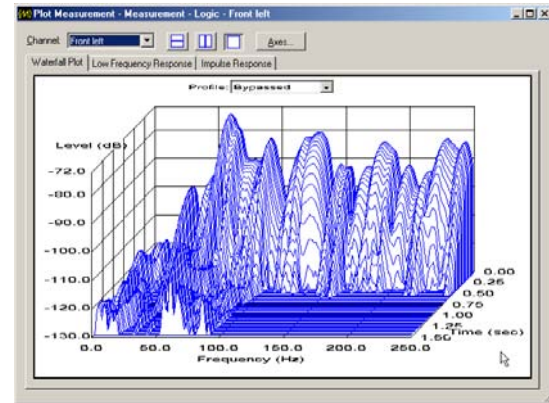 Plot Measurement - Measurement - Logic - Front left
Channel: Front left Axes...
Waterfall Plot Low Frequency Response Impulse Response
Profile: Bypassed
Level (dB)
-72.0
-80.0
-90.0
-100.0
-110.0
-120.0
-130.0
0.0 50.0 100.0 150.0 200.0 250.0
Frequency (Hz)
0.00
0.25
0.50
0.75
1.00
1.25
1.50
Time (sec)